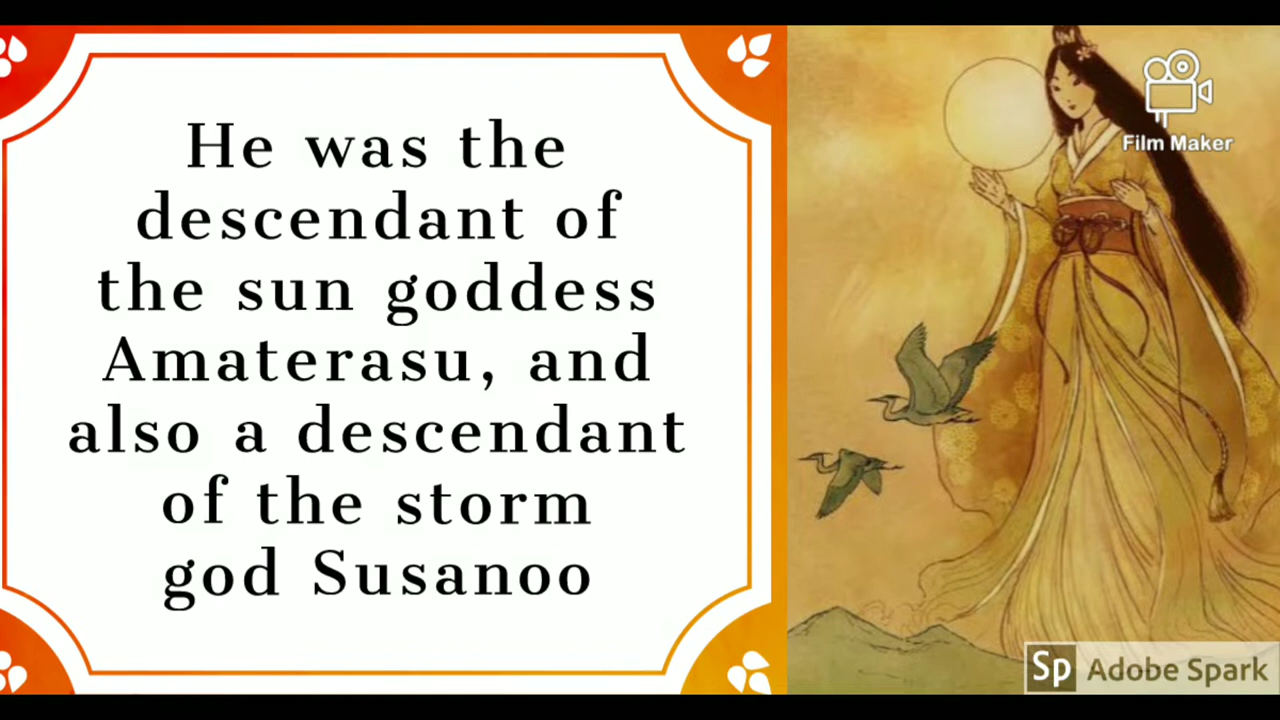 He was the
descendant of
the sun goddess
Amaterasu, and
also a descendant
of the storm
god Susanoo
Film Maker
Sp Adobe Spark